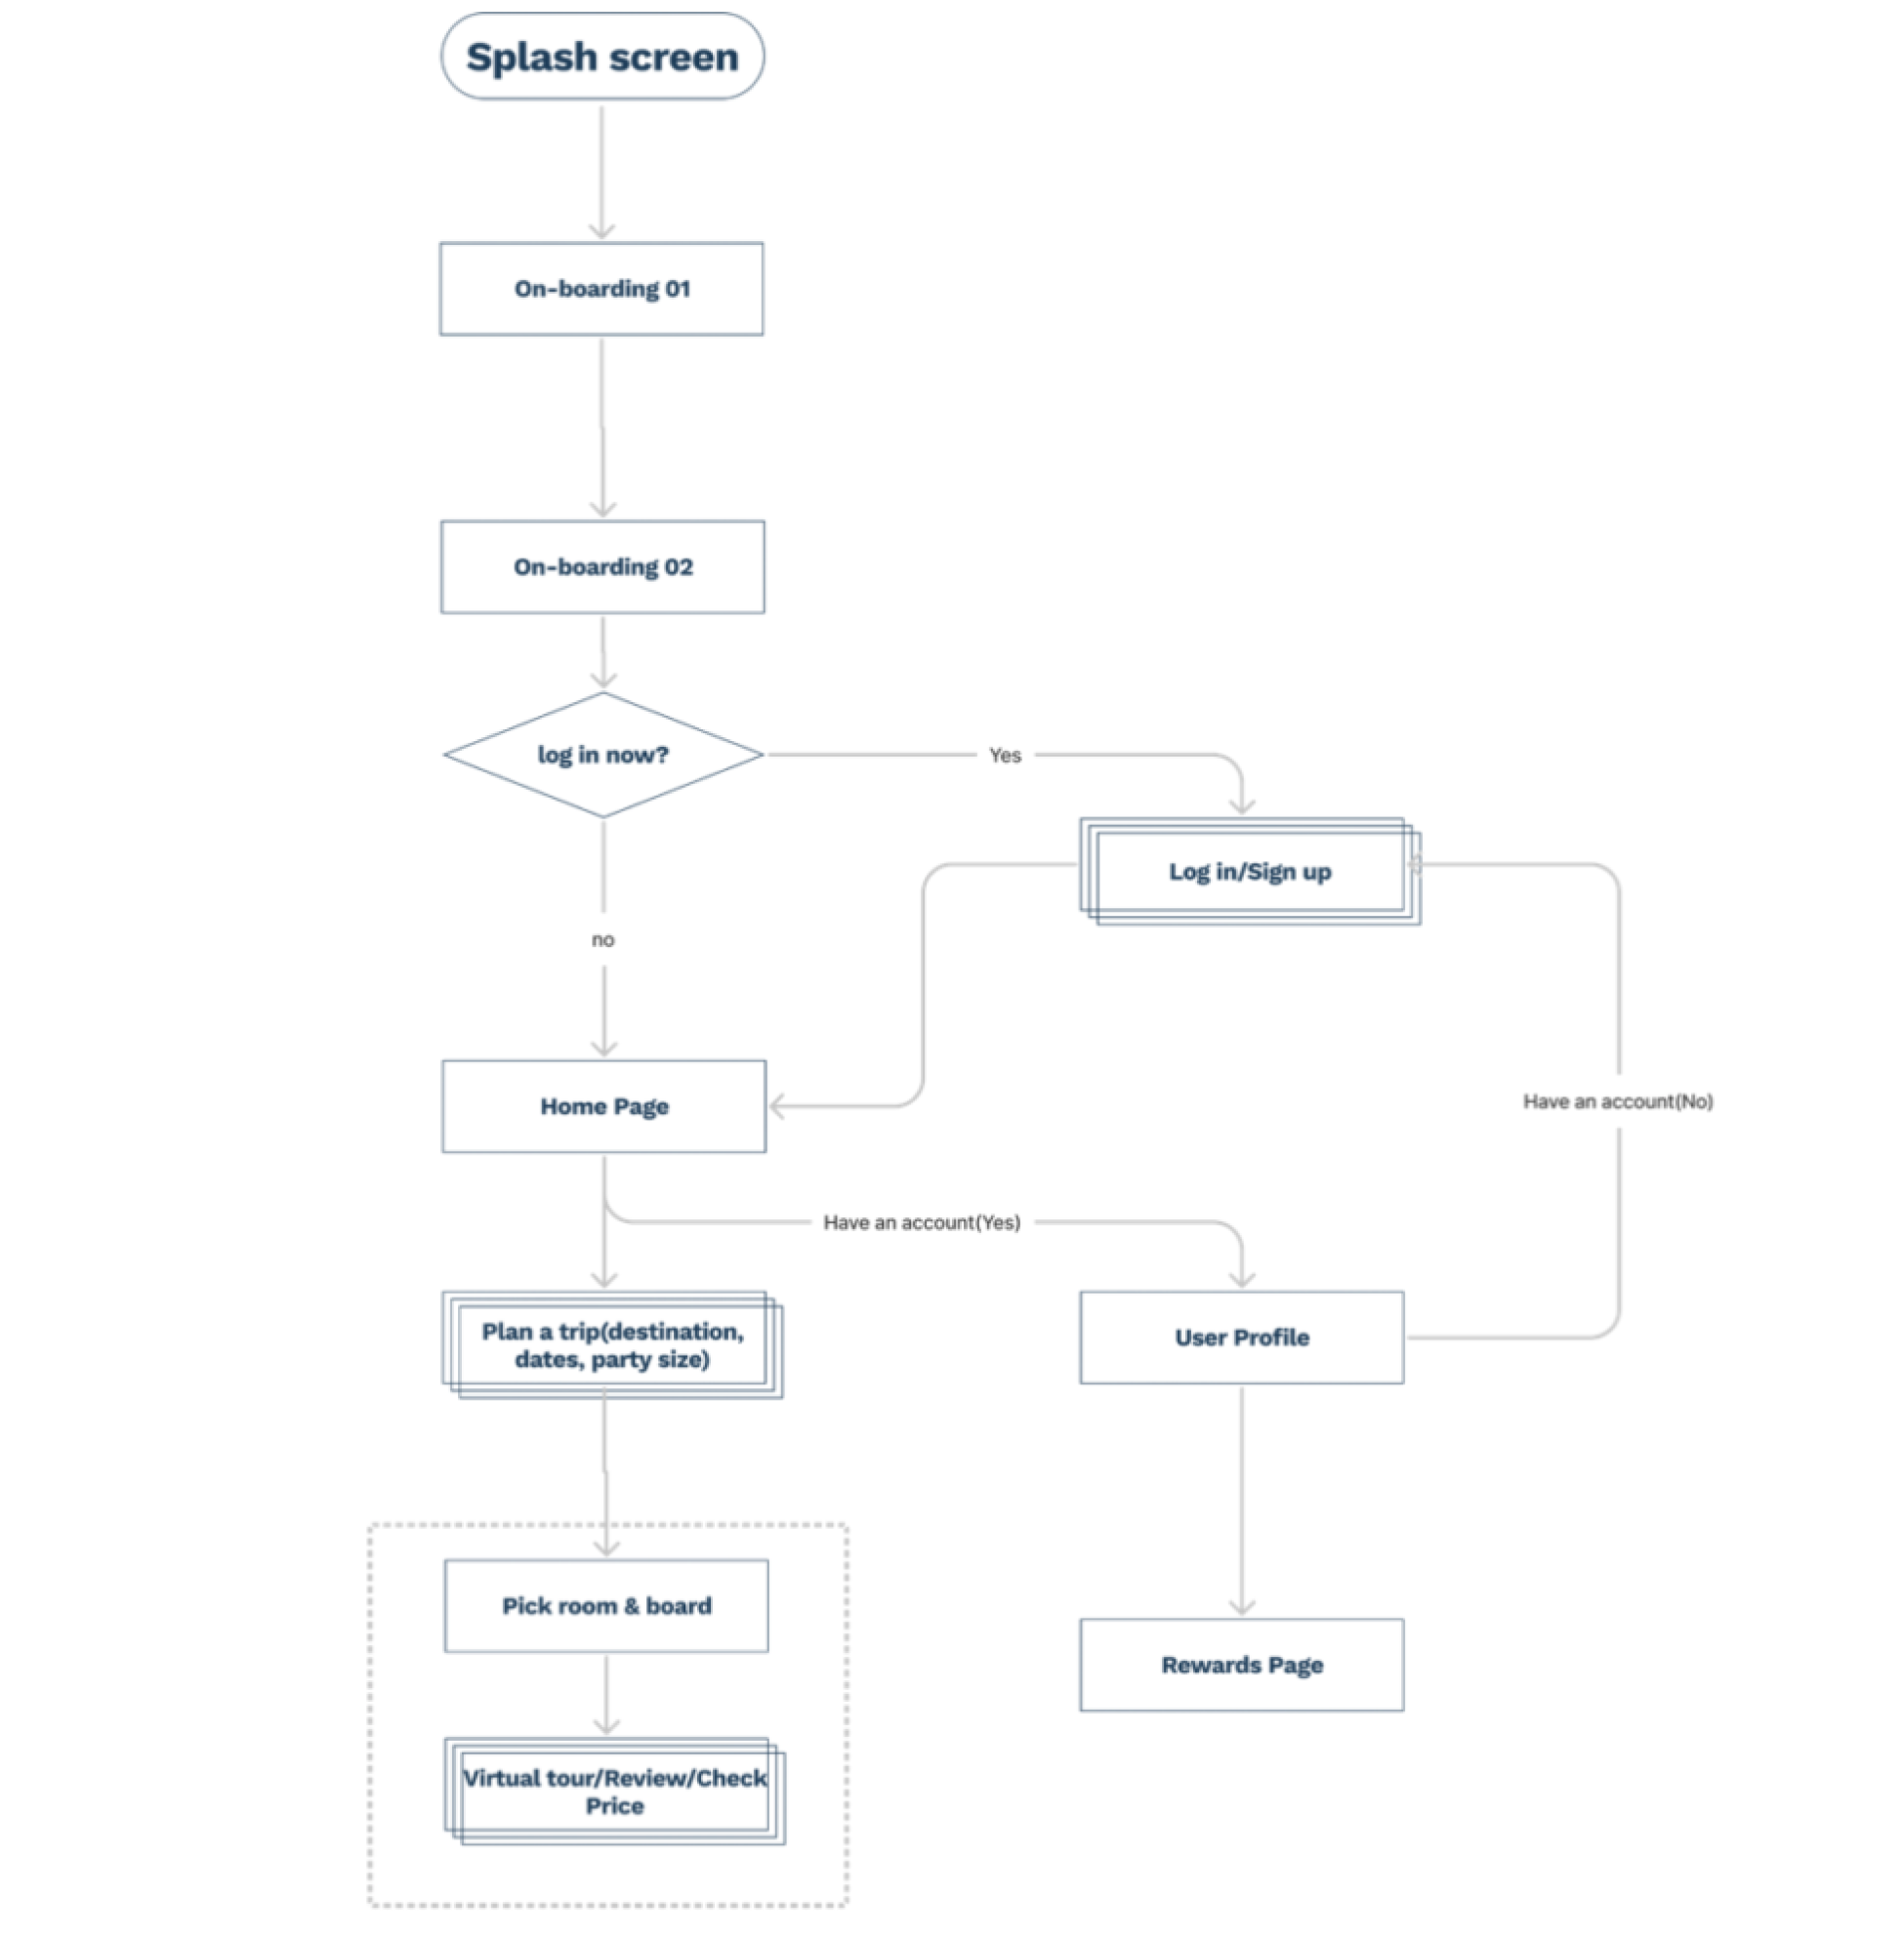 Splash screen
On-boarding 01
On-boarding 02
log in now?
Yes
Log in/Sign up
no
Home Page
Have an account(No)
Have an account(Yes)
Plan a trip(destination,
dates, party size)
User Profile
Pick room & board
Rewards Page
Virtual tour/Review/Check
Price